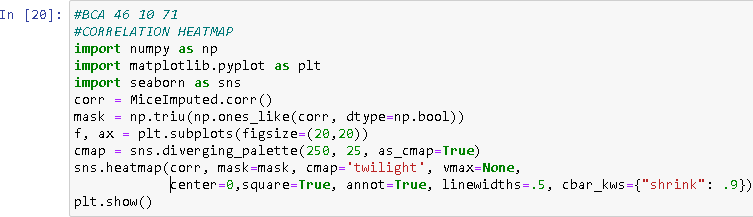 In [20]: #BCA 46 10 71
#CORRELATION HEATMAP
import numpy as np
import matplotlib.pyplot as plt
import seaborn as sns
corr = MiceImputed.corr()
mask = np.triu(np.ones_like(corr, dtype=np.bool))
f, ax = plt.subplots(figsize=(20,20))
cmap = sns.diverging_palette(250, 25, as_cmap=True)
sns.heatmap(corr, mask=mask, cmap='twilight', vmax=None,
center=0,square=True, annot=True, linewidths=.5, cbar_kws={"shrink": .9})
plt.show()